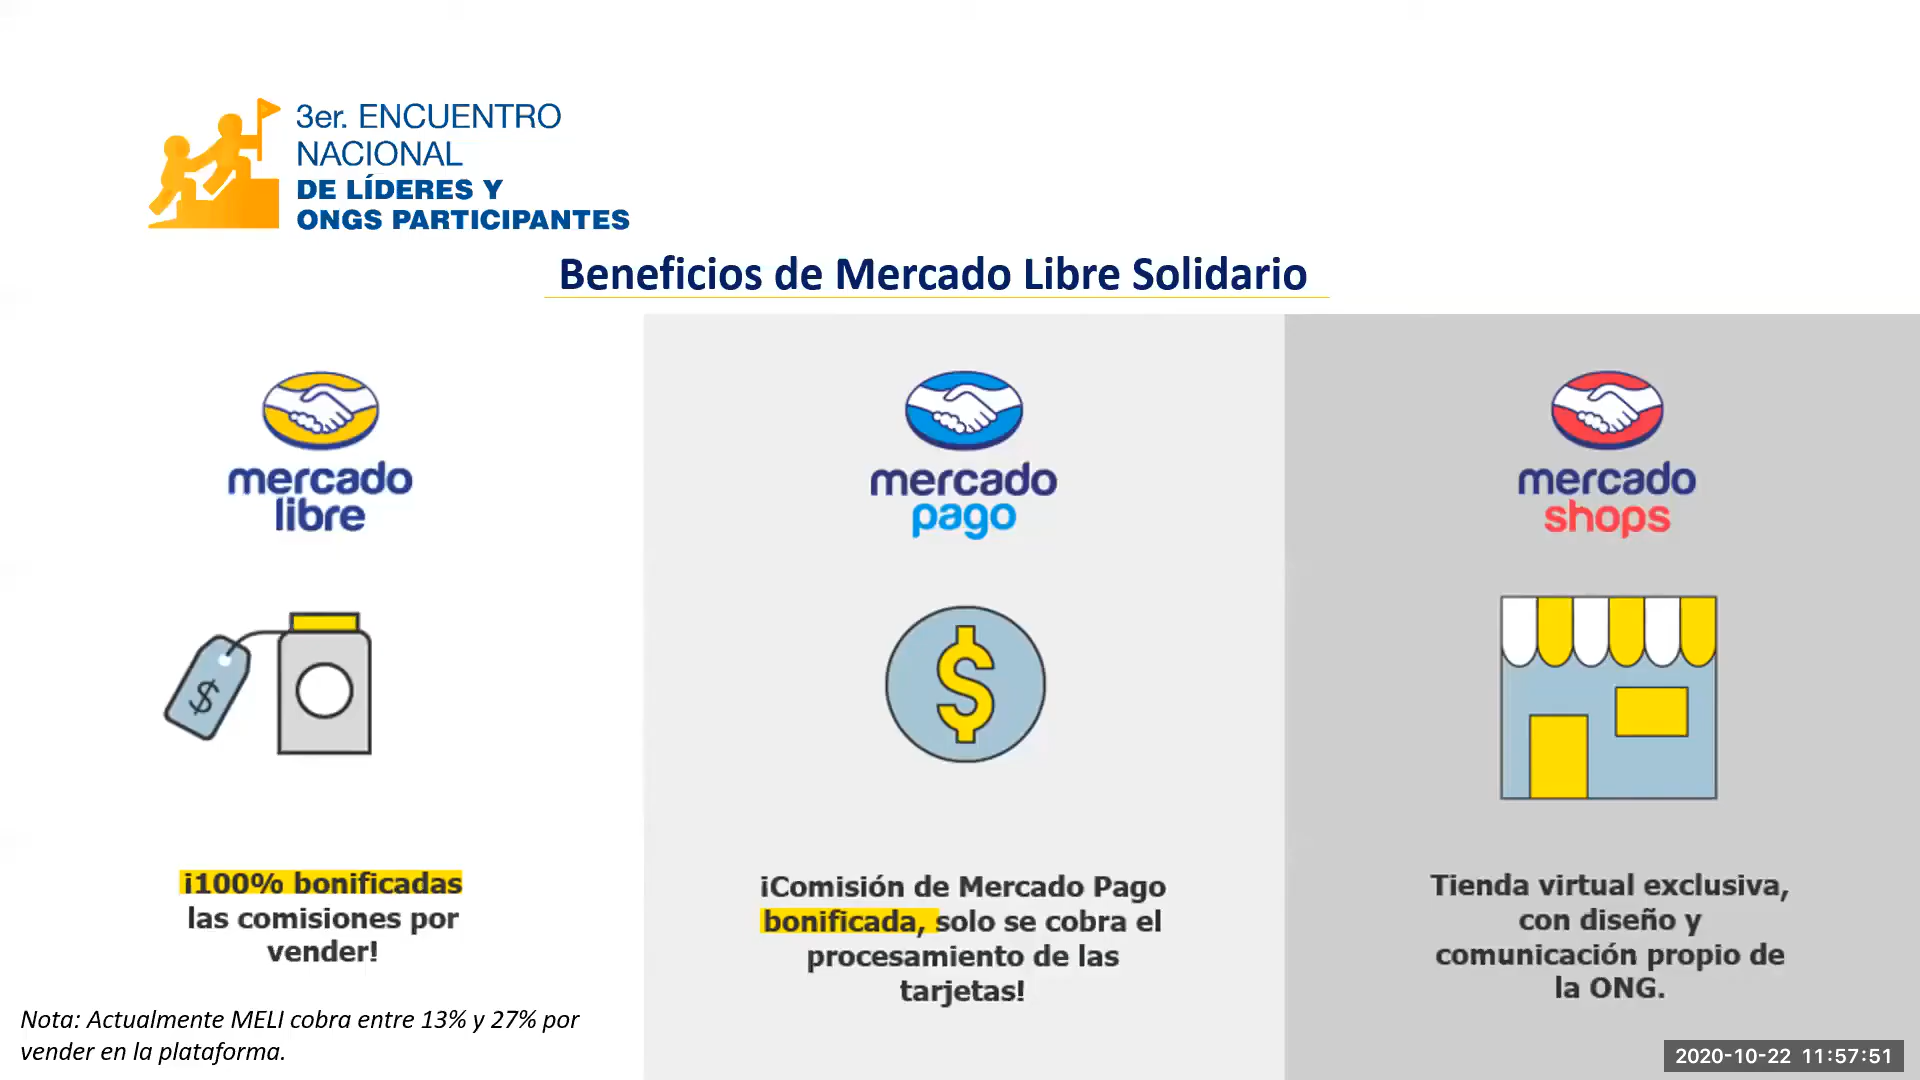 3er. ENCUENTRO
NACIONAL
DE LÍDERES Y
ONGS PARTICIPANTES
Beneficios de Mercado Libre Solidario
mercado
libre
mercado
pago
mercado
shops
$
$
¡100% bonificadas
las comisiones por
vender!
¡Comisión de Mercado Pago
bonificada, solo se cobra el
procesamiento de las
tarjetas!
Tienda virtual exclusiva,
con diseño y
comunicación propio de
la ONG.
Nota: Actualmente MELI cobra entre 13% y 27% por
vender en la plataforma.
2020-10-22 11:57:51